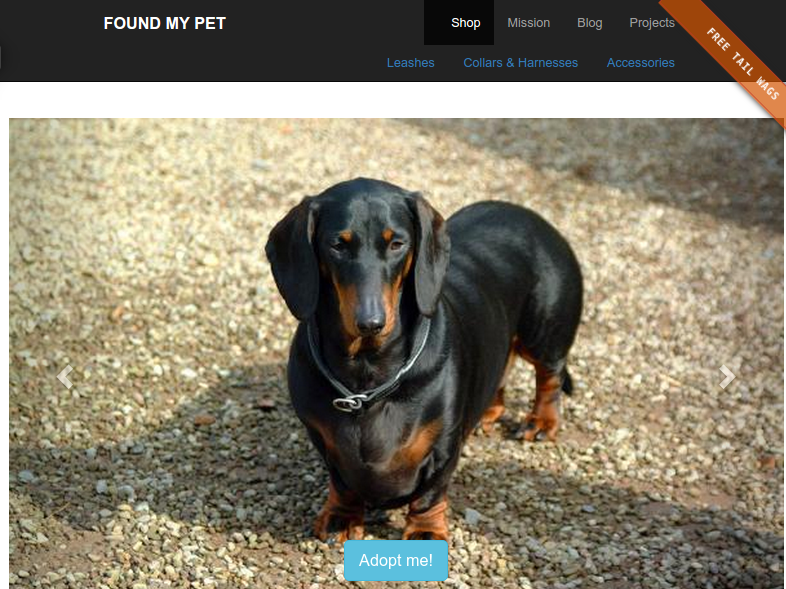 FOUND MY PET
Shop Mission Blog Projects
FREE TAIL WAGS
Leashes Collars & Harnesses Accessories
Adopt me!